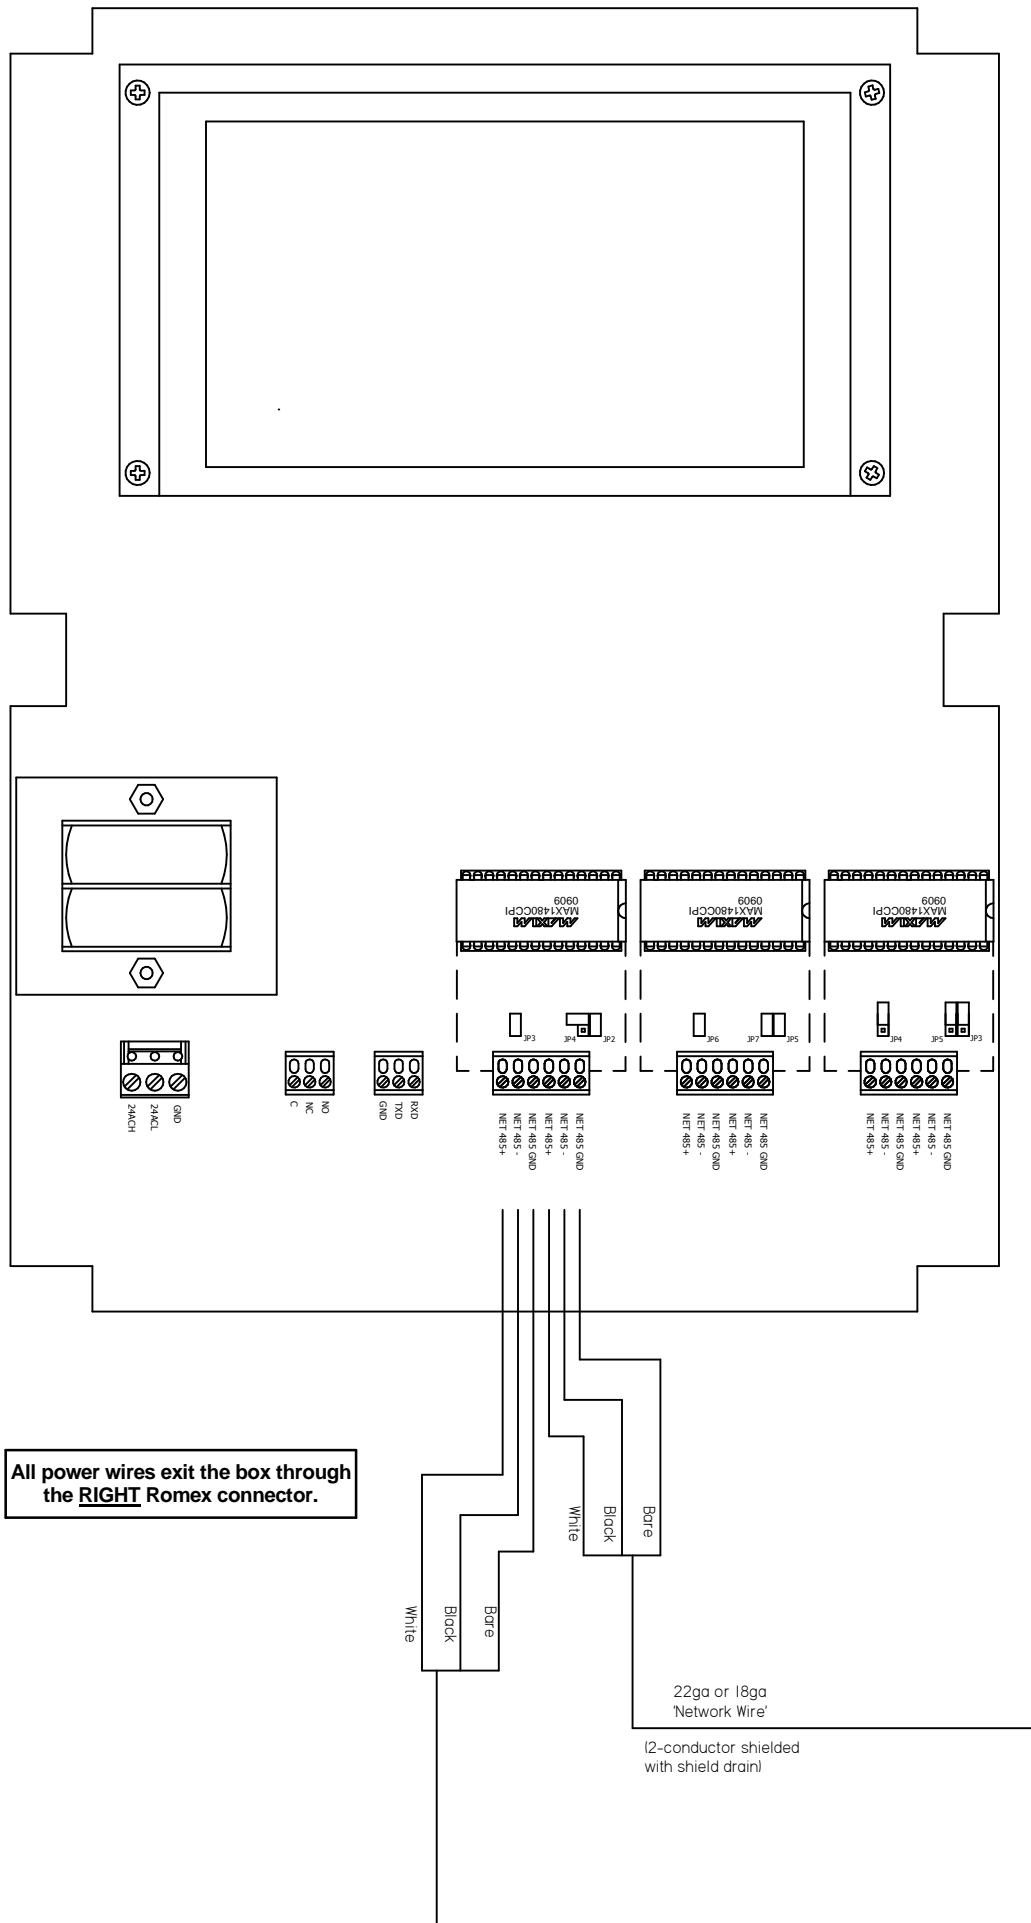 MAXIM
MAX1480CCPI
0909
MAXIM
MAX1480CCPI
0909
MAXIM
MAX1480CCPI
0909
JP3
JP4
JP2
JP6
JP7
JP5
JP4
JP5
JP3
24ACH
24ACL
GND
C
NC
NO
GND
TXD
RXD
NET 485+
NET 485 -
NET 485 GND
NET 485+
NET 485 -
NET 485 GND
NET 485+
NET 485 -
NET 485 GND
NET 485+
NET 485 -
NET 485 GND
NET 485+
NET 485 -
NET 485 GND
NET 485+
NET 485 -
NET 485 GND
All power wires exit the box through
the RIGHT Romex connector.
White
Black
Bare
White
Black
Bare
22ga or 18ga
'Network Wire'
(2-conductor shielded
with shield drain)